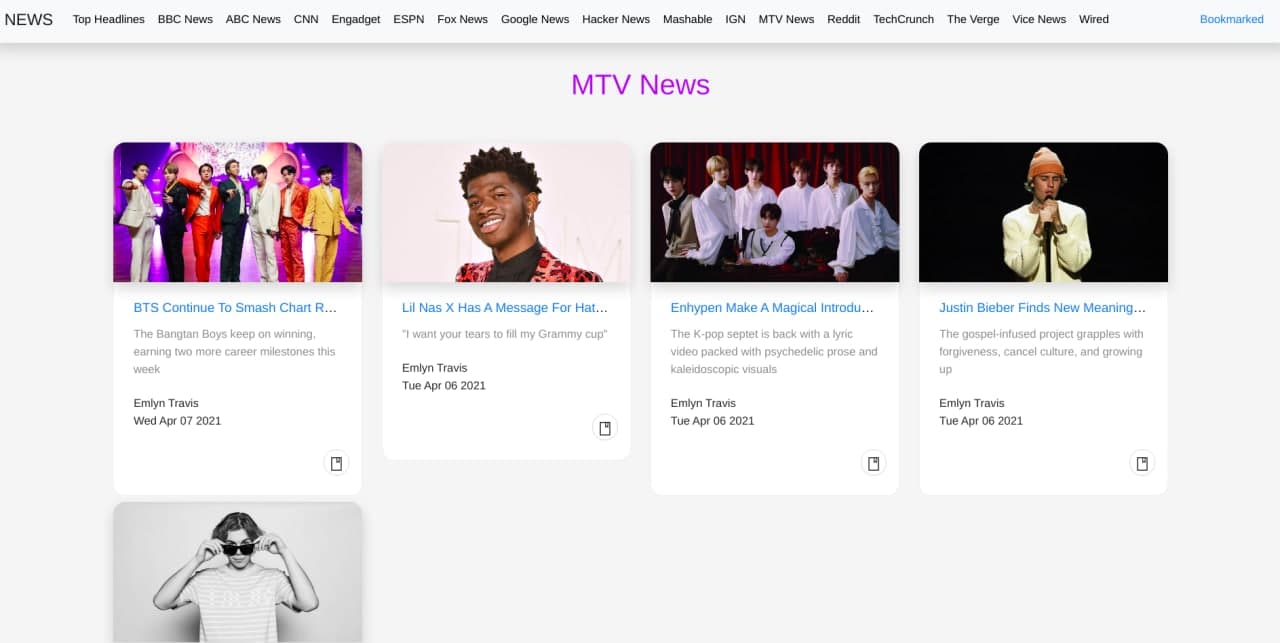 NEWS Top Headlines BBC News ABC News CNN Engadget ESPN Fox News Google News Hacker News Mashable IGN MTV News Reddit TechCrunch The Verge Vice News Wired Bookmarked
MTV News
BTS Continue To Smash Chart R...
The Bangtan Boys keep on winning,
earning two more career milestones this
week
Emlyn Travis
Wed Apr 07 2021
Lil Nas X Has A Message For Hat...
"I want your tears to fill my Grammy cup"
Emlyn Travis
Tue Apr 06 2021
Enhypen Make A Magical Introdu...
The K-pop septet is back with a lyric
video packed with psychedelic prose and
kaleidoscopic visuals
Emlyn Travis
Tue Apr 06 2021
Justin Bieber Finds New Meaning...
The gospel-infused project grapples with
forgiveness, cancel culture, and growing
up
Emlyn Travis
Tue Apr 06 2021